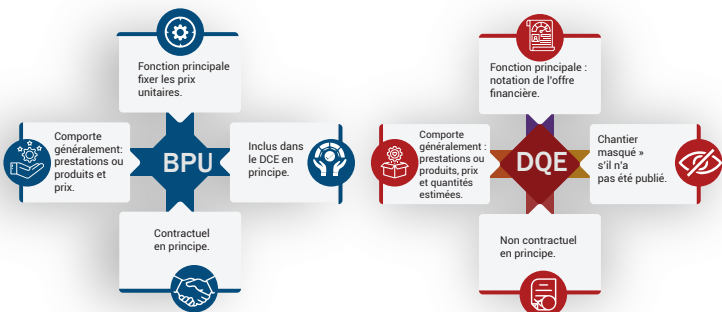 Fonction principale
fixer les prix
unitaires.
Comporte
généralement:
prestations ou
produits et
prix.
BPU
Inclus dans
le DCE en
principe.
Contractuel
en principe.
Fonction principale :
notation de l'offre
financière.
Comporte
généralement :
prestations ou
produits, prix
et quantités
estimées.
DQE
Chantier
masqué »
s'il n'a
pas été publié.
Non contractuel
en principe.